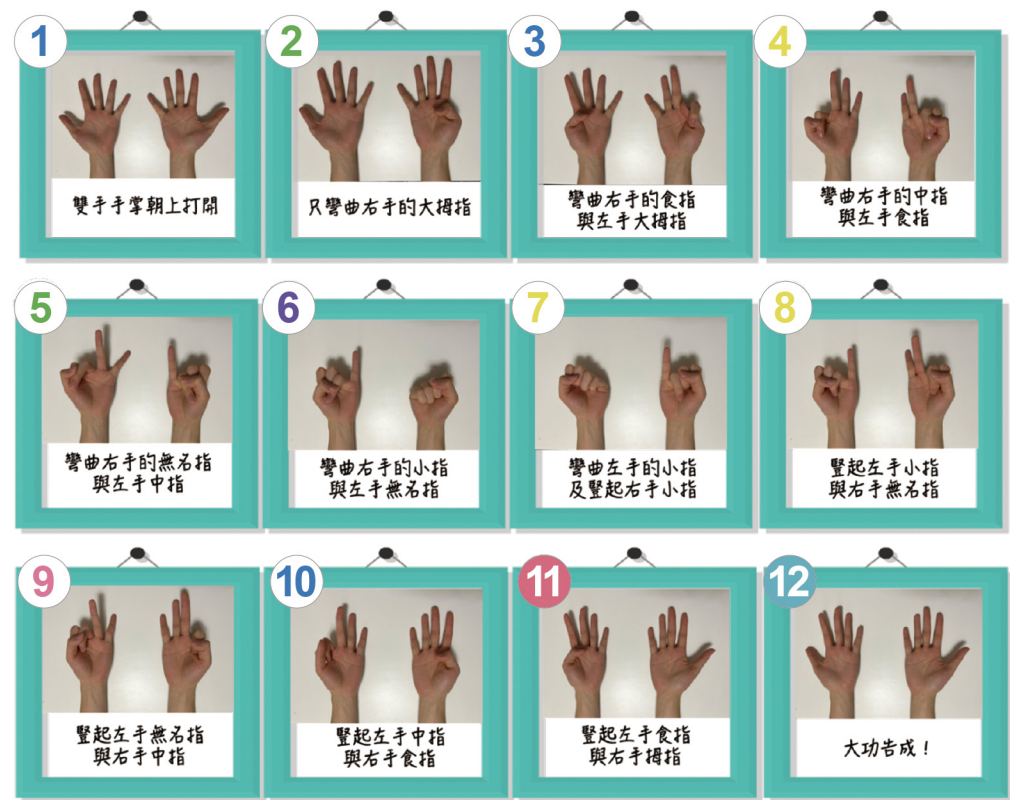 1
雙手手掌朝上打開
2
只彎曲右手的大拇指
3
彎曲右手的食指
與左手大拇指
4
彎曲右手的中指
與左手食指
5
彎曲右手的無名指
與左手中指
6
彎曲右手的小指
與左手無名指
7
彎曲左手的小指
及豎起右手小指
8
豎起左手小指
與右手無名指
9
豎起左手無名指
與右手中指
10
豎起左手中指
與右手食指
11
豎起左手食指
與右手拇指
12
大功告成！